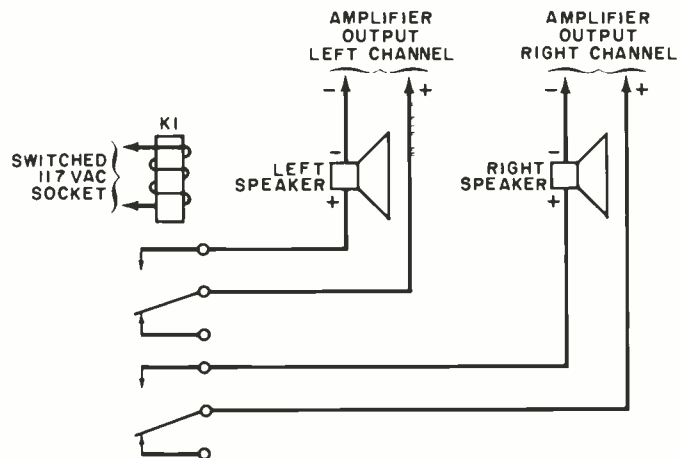 AMPLIFIER
OUTPUT
LEFT CHANNEL
- +
AMPLIFIER
OUTPUT
RIGHT CHANNEL
- +
K1
SWITCHED
117 VAC
SOCKET
-
LEFT
SPEAKER
+
-
RIGHT
SPEAKER
+